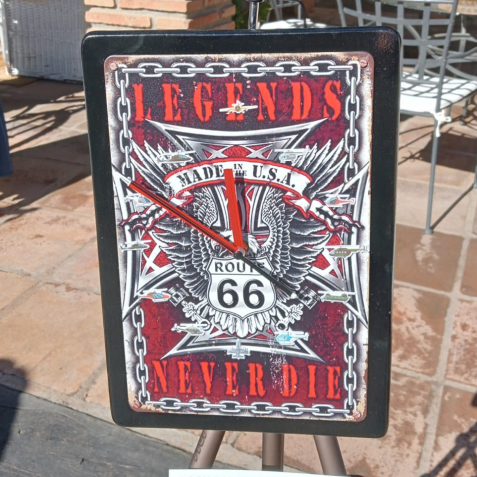 LEGENDS
MADE IN THE U.S.A.
ROUTE
66
NEVER DIE